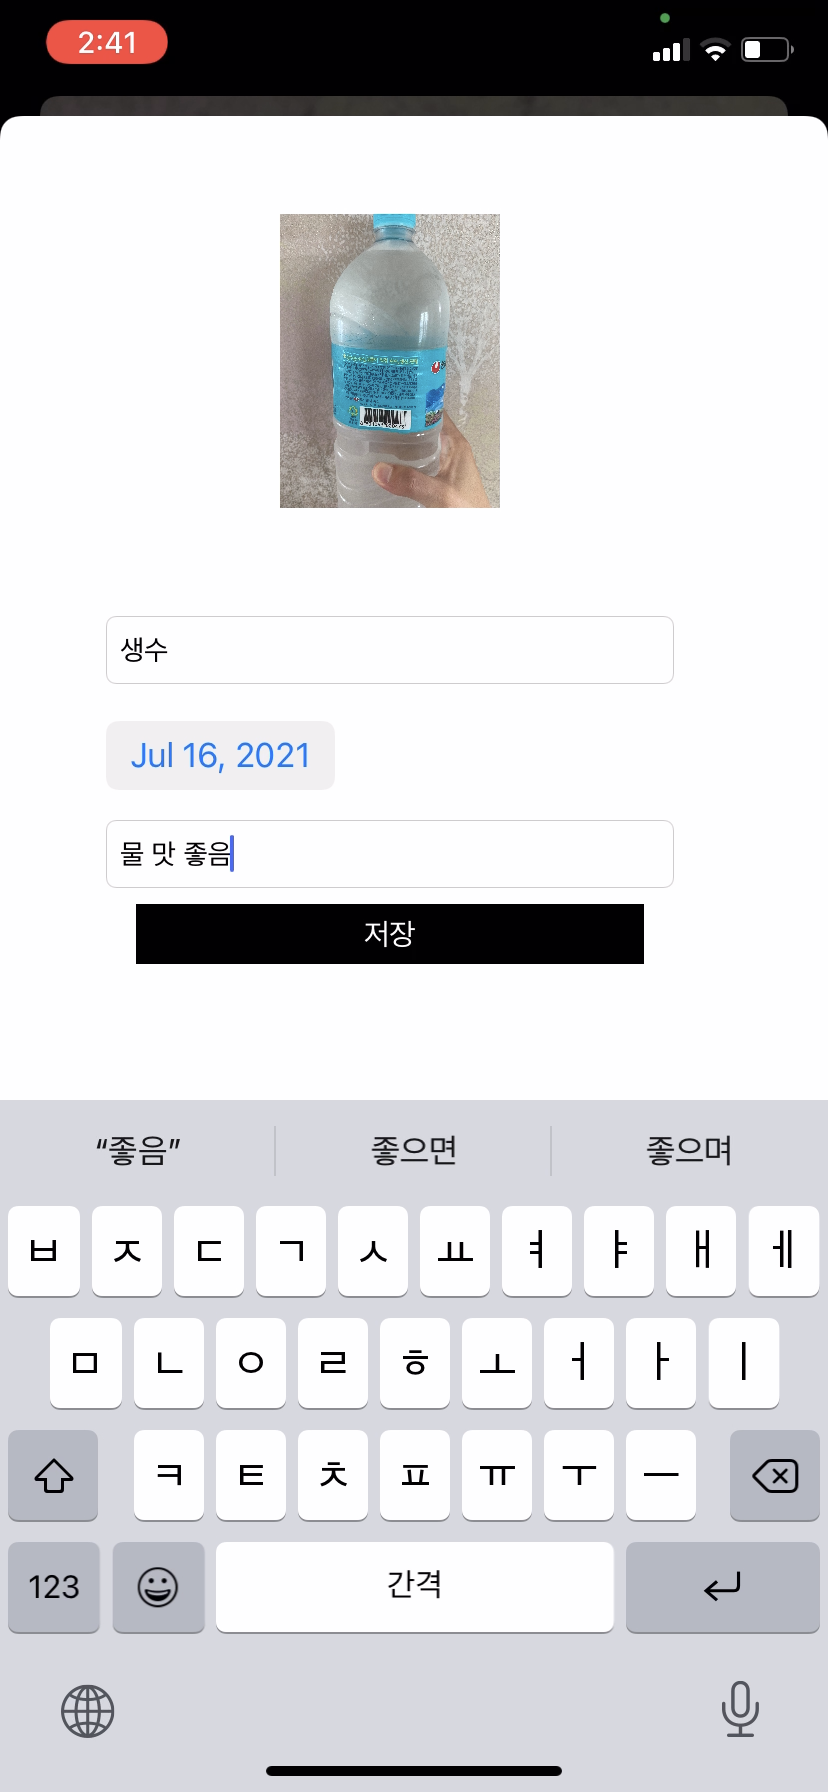 2:41
생수
Jul 16, 2021
물 맛 좋음
저장
“좋음” 좋으면 좋으며
ㅂ ㅈ ㄷ ㄱ ㅅ ㅛ ㅕ ㅑ ㅐ ㅔ
ㅁ ㄴ ㅇ ㄹ ㅎ ㅗ ㅓ ㅏ ㅣ
ㅋ ㅌ ㅊ ㅍ ㅠ ㅜ ㅡ
123 간격